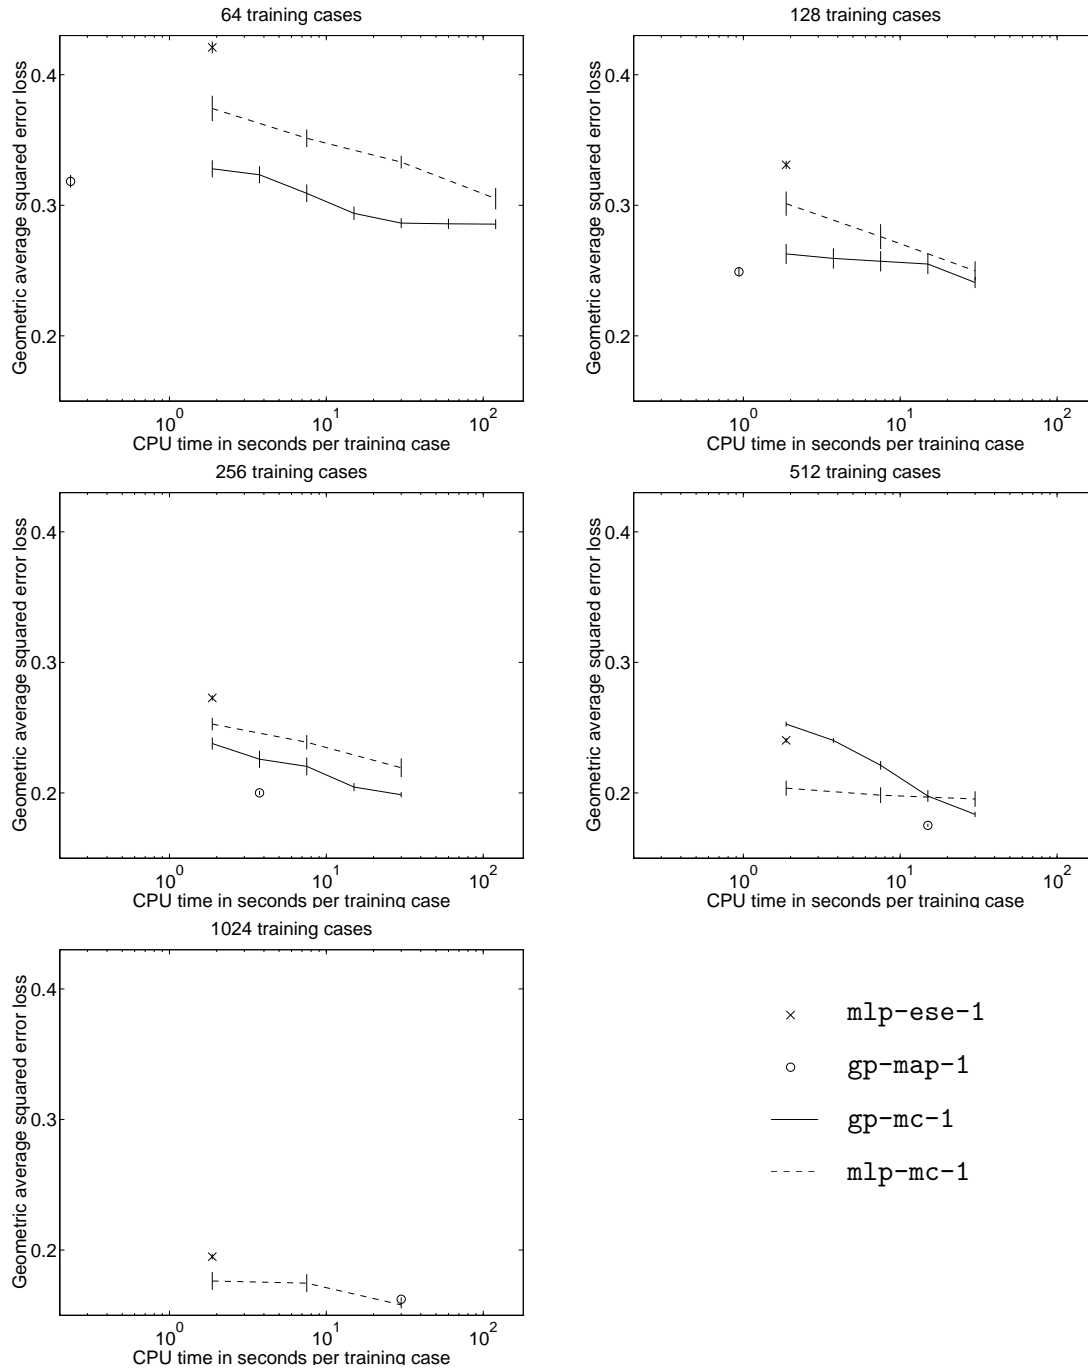 64 training cases
Geometric average squared error loss
0.4
0.3
0.2
10^0
10^1
10^2
CPU time in seconds per training case
128 training cases
Geometric average squared error loss
0.4
0.3
0.2
10^0
10^1
10^2
CPU time in seconds per training case
256 training cases
Geometric average squared error loss
0.4
0.3
0.2
10^0
10^1
10^2
CPU time in seconds per training case
512 training cases
Geometric average squared error loss
0.4
0.3
0.2
10^0
10^1
10^2
CPU time in seconds per training case
1024 training cases
Geometric average squared error loss
0.4
0.3
0.2
10^0
10^1
10^2
CPU time in seconds per training case
mlp-ese-1
gp-map-1
gp-mc-1
mlp-mc-1